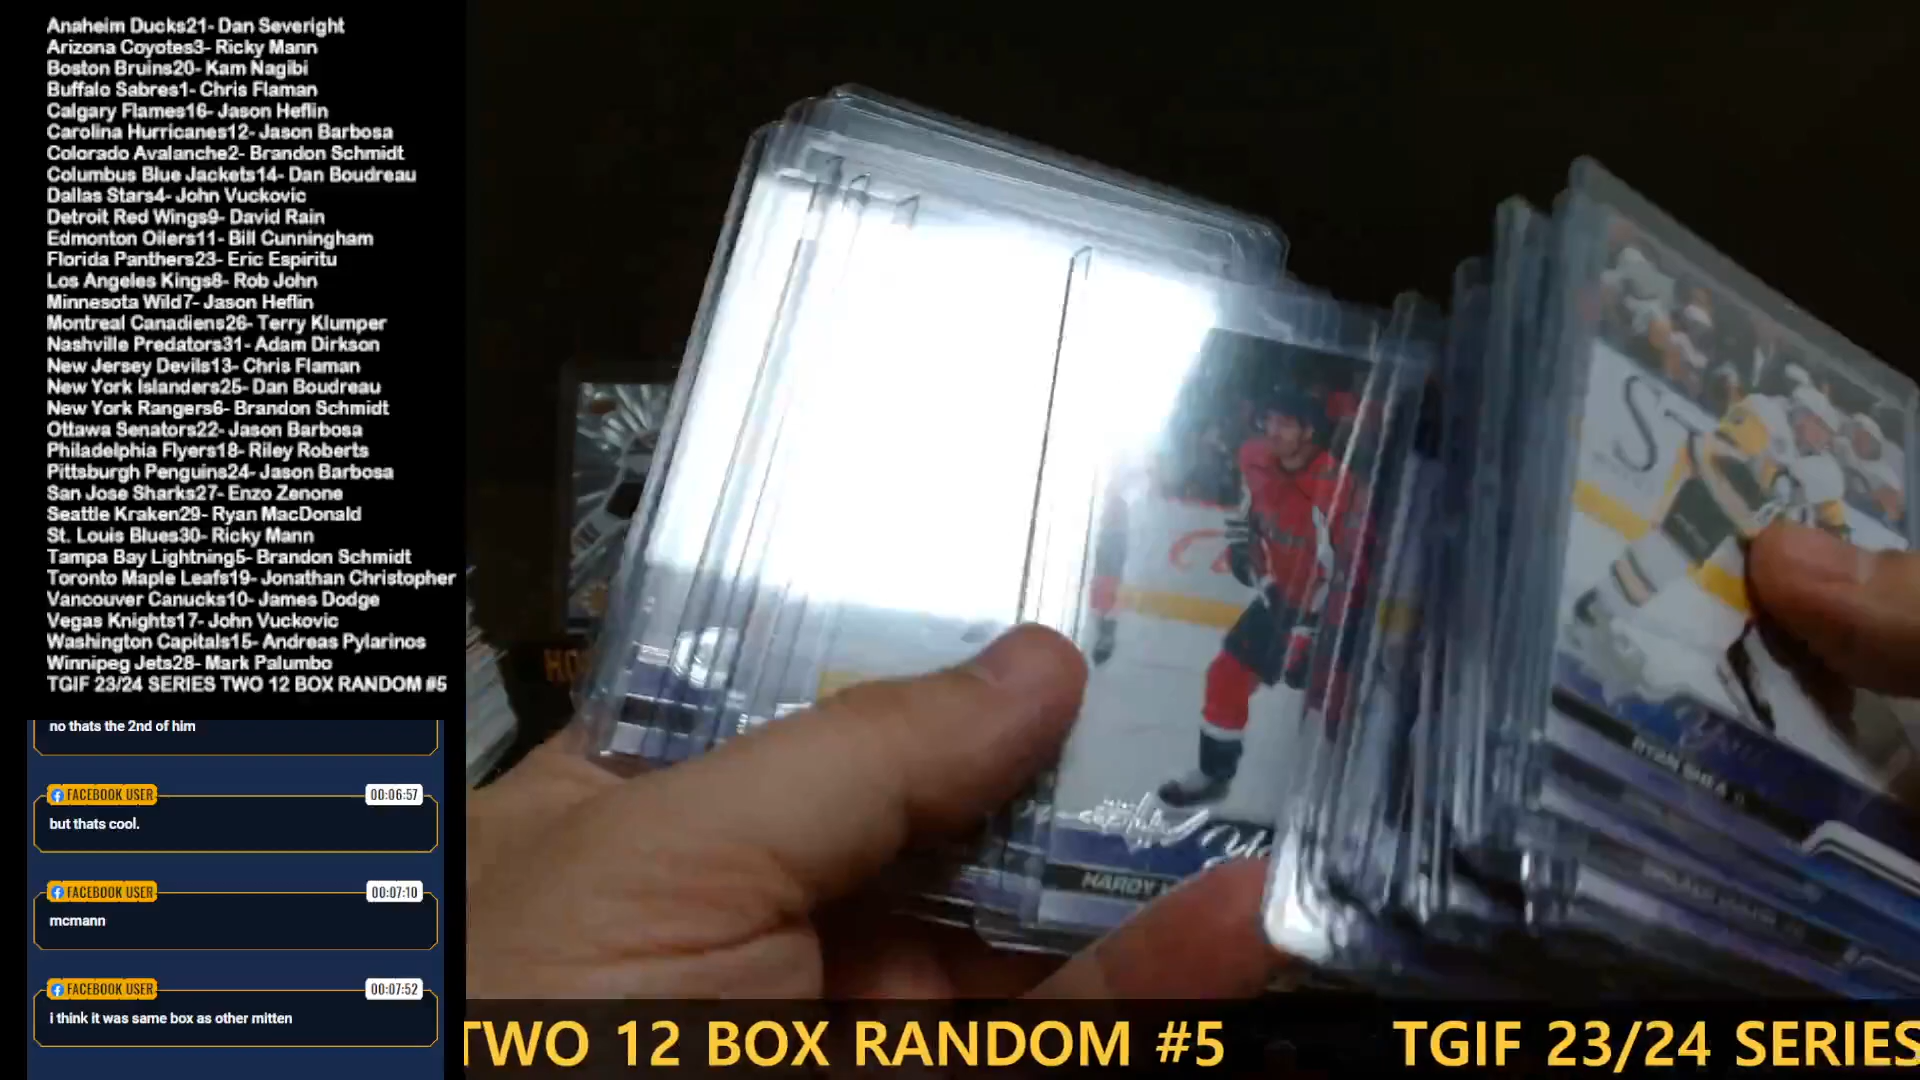 Anaheim Ducks21- Dan Severight
Arizona Coyotes3- Ricky Mann
Boston Bruins20- Kam Nagibi
Buffalo Sabres1- Chris Flaman
Calgary Flames16- Jason Heflin
Carolina Hurricanes12- Jason Barbosa
Colorado Avalanche2- Brandon Schmidt
Columbus Blue Jackets14- Dan Boudreau
Dallas Stars4- John Vuckovic
Detroit Red Wings9- David Rain
Edmonton Oilers11- Bill Cunningham
Florida Panthers23- Eric Espiritu
Los Angeles Kings8- Rob John
Minnesota Wild7- Jason Heflin
Montreal Canadiens26- Terry Klumper
Nashville Predators31- Adam Dirkson
New Jersey Devils13- Chris Flaman
New York Islanders25- Dan Boudreau
New York Rangers6- Brandon Schmidt
Ottawa Senators22- Jason Barbosa
Philadelphia Flyers18- Riley Roberts
Pittsburgh Penguins24- Jason Barbosa
San Jose Sharks27- Enzo Zenone
Seattle Kraken29- Ryan MacDonald
St. Louis Blues30- Ricky Mann
Tampa Bay Lightning5- Brandon Schmidt
Toronto Maple Leafs19- Jonathan Christopher
Vancouver Canucks10- James Dodge
Vegas Knights17- John Vuckovic
Washington Capitals15- Andreas Pylarinos
Winnipeg Jets28- Mark Palumbo
TGIF 23/24 SERIES TWO 12 BOX RANDOM #5
no thats the 2nd of him
FACEBOOK USER 00:06:57
but thats cool.
FACEBOOK USER 00:07:10
mcmann
FACEBOOK USER 00:07:52
i think it was same box as other mitten
HARDY
RYAN
TWO 12 BOX RANDOM #5 TGIF 23/24 SERIES